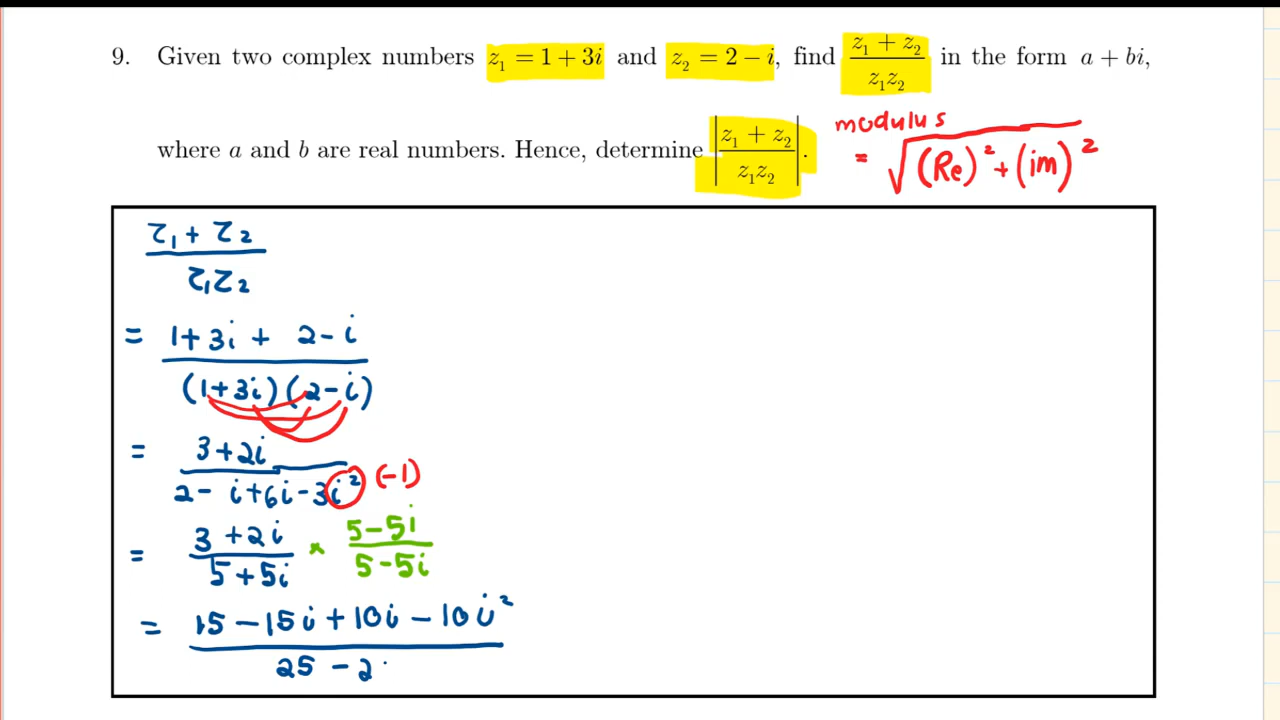 9. Given two complex numbers z₁ = 1 + 3i and z₂ = 2 − i, find (z₁ + z₂)/(z₁z₂) in the form a + bi,
where a and b are real numbers. Hence, determine |(z₁ + z₂)/(z₁z₂)|.
modulus
= √((Re)² + (im)²)
(z₁ + z₂)/(z₁z₂)
= (1 + 3i + 2 − i)/((1 + 3i)(2 − i))
= (3 + 2i)/(2 − i + 6i − 3i²) (−1)
= (3 + 2i)/(5 + 5i) × (5 − 5i)/(5 − 5i)
= (15 − 15i + 10i − 10i²)/(25 − 2